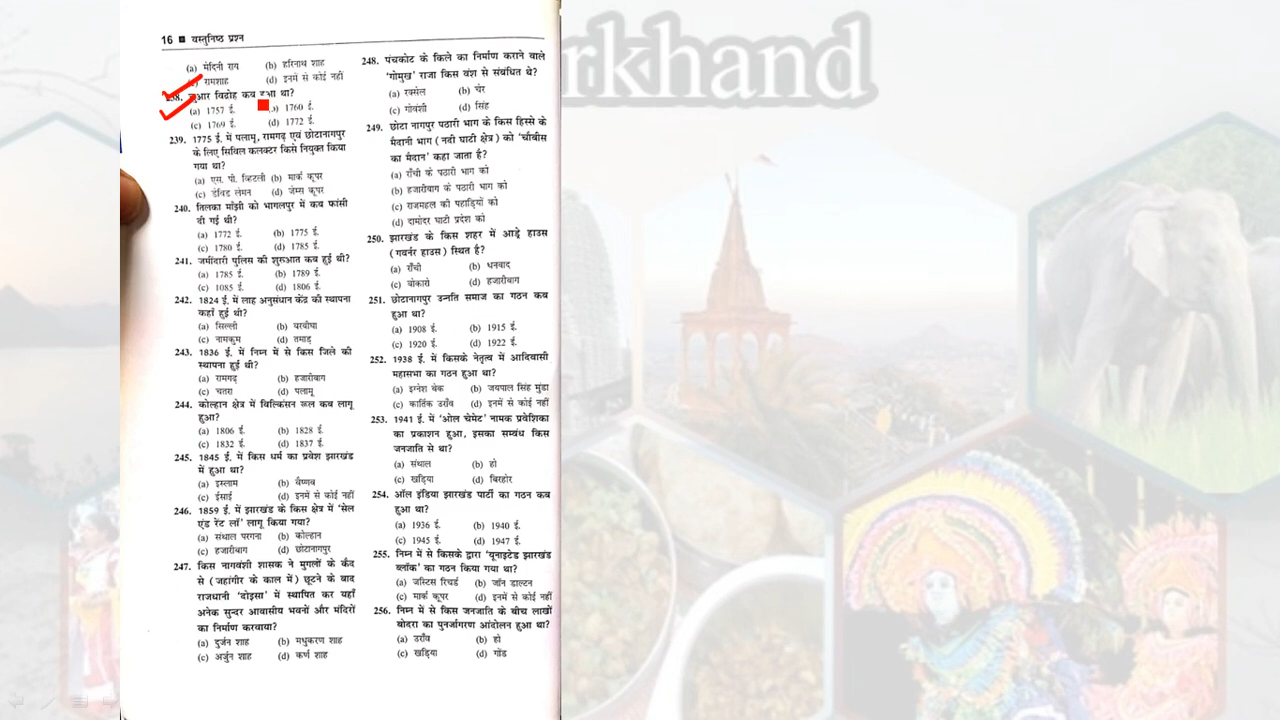 rkhand
16 ■ वस्तुनिष्ठ प्रश्न
(a) मेदिनी राय (b) हरिनाथ शाह
रामशाह (d) इनमें से कोई नहीं
विद्रोह कब हुआ था?
(a) 1757 ई. 1760 ई.
(c) 1769 ई. (d) 1772 ई.
239. 1775 ई. में पलामू, रामगढ़ एवं छोटानागपुर
के लिए सिविल कलक्टर किसे नियुक्त किया
गया था?
(a) एस. पी. व्हिटली (b) मार्क कूपर
(c) डेविड लेमन (d) जेम्स कूपर
240. तिलका माँझी को भागलपुर में कब फांसी
दी गई थी?
(a) 1772 ई. (b) 1775 ई.
(c) 1780 ई. (d) 1785 ई.
241. जमींदारी पुलिस की शुरुआत कब हुई थी?
(a) 1785 ई. (b) 1789 ई.
(c) 1085 ई. (d) 1806 ई.
242. 1824 ई. में लाह अनुसंधान केंद्र की स्थापना
कहाँ हुई थी?
(a) सिल्ली (b) चरबीघा
(c) नामकुम (d) तमाड़
243. 1836 ई. में निम्न में से किस जिले की
स्थापना हुई थी?
(a) रामगढ़ (b) हजारीबाग
(c) चतरा (d) पलामू
244. कोल्हान क्षेत्र में विल्किंसन रूल कब लागू
हुआ?
(a) 1806 ई. (b) 1828 ई.
(c) 1832 ई. (d) 1837 ई.
245. 1845 ई. में किस धर्म का प्रवेश झारखंड
में हुआ था?
(a) इस्लाम (b) वैष्णव
(c) ईसाई (d) इनमें से कोई नहीं
246. 1859 ई. में झारखंड के किस क्षेत्र में 'सेल
एंड रेंट लॉ' लागू किया गया?
(a) संथाल परगना (b) कोल्हान
(c) हजारीबाग (d) छोटानागपुर
247. किस नागवंशी शासक ने मुगलों के कैद
से (जहांगीर के काल में) छूटने के बाद
राजधानी 'दोइसा' में स्थापित कर यहाँ
अनेक सुन्दर आवासीय भवनों और मंदिरों
का निर्माण करवाया?
(a) दुर्जन शाह (b) मधुकरण शाह
(c) अर्जुन शाह (d) कर्ण शाह
248. पंचकोट के किले का निर्माण कराने वाले
'गोमुख' राजा किस वंश से संबंधित थे?
(a) रक्सेल (b) चेर
(c) गोवंशी (d) सिंह
249. छोटा नागपुर पठारी भाग के किस हिस्से के
मैदानी भाग (नदी घाटी क्षेत्र) को 'चौबीस
का मैदान' कहा जाता है?
(a) राँची के पठारी भाग को
(b) हजारीबाग के पठारी भाग को
(c) राजमहल की पहाड़ियों को
(d) दामोदर घाटी प्रदेश को
250. झारखंड के किस शहर में आड्रे हाउस
(गवर्नर हाउस) स्थित है?
(a) राँची (b) धनबाद
(c) बोकारो (d) हजारीबाग
251. छोटानागपुर उन्नति समाज का गठन कब
हुआ था?
(a) 1908 ई. (b) 1915 ई.
(c) 1920 ई. (d) 1922 ई.
252. 1938 ई. में किसके नेतृत्व में आदिवासी
महासभा का गठन हुआ था?
(a) इग्नेश बेक (b) जयपाल सिंह मुंडा
(c) कार्तिक उराँव (d) इनमें से कोई नहीं
253. 1941 ई. में 'ओल चेमेट' नामक प्रवेशिका
का प्रकाशन हुआ, इसका सम्बंध किस
जनजाति से था?
(a) संथाल (b) हो
(c) खड़िया (d) बिरहोर
254. ऑल इंडिया झारखंड पार्टी का गठन कब
हुआ था?
(a) 1936 ई. (b) 1940 ई.
(c) 1945 ई. (d) 1947 ई.
255. निम्न में से किसके द्वारा 'यूनाइटेड झारखंड
ब्लॉक' का गठन किया गया था?
(a) जस्टिस रिचर्ड (b) जॉन डाल्टन
(c) मार्क कूपर (d) इनमें से कोई नहीं
256. निम्न में से किस जनजाति के बीच लाखों
बोदरा का पुनर्जागरण आंदोलन हुआ था?
(a) उराँव (b) हो
(c) खड़िया (d) गोंड